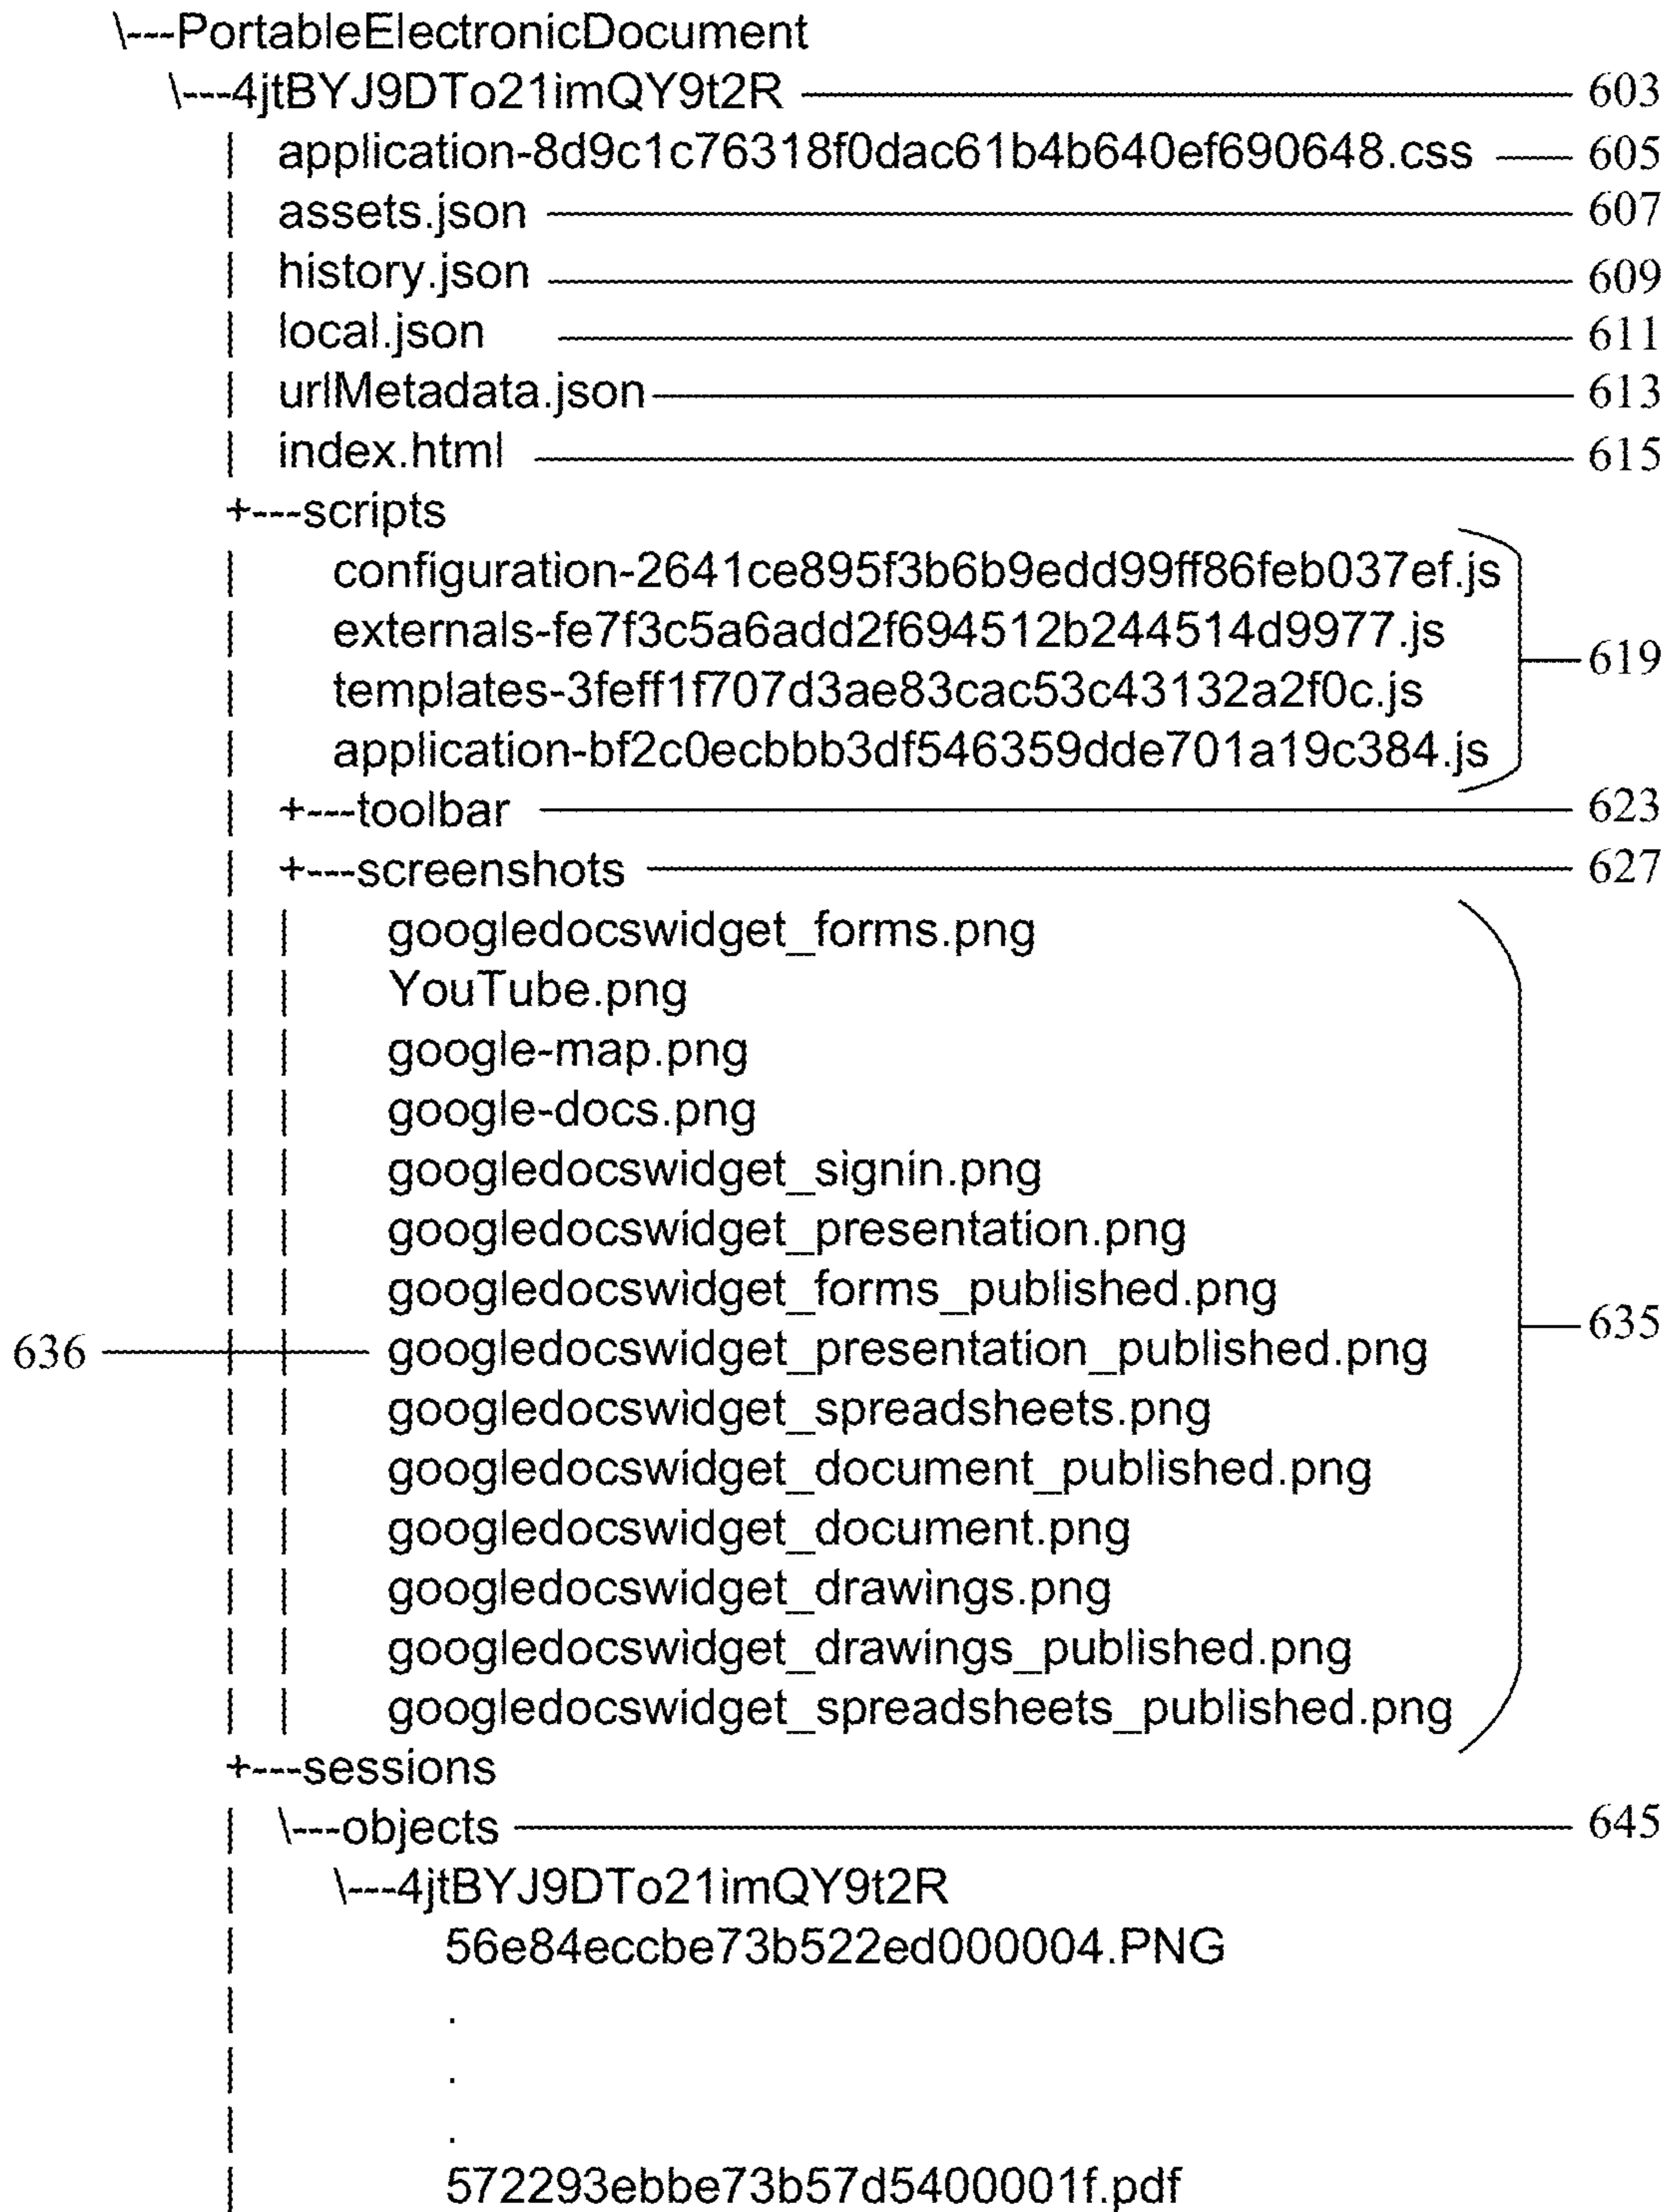 \---PortableElectronicDocument
\---4jtBYJ9DTo21imQY9t2R 603
| application-8d9c1c76318f0dac61b4b640ef690648.css 605
| assets.json 607
| history.json 609
| local.json 611
| urlMetadata.json 613
| index.html 615
+---scripts
| configuration-2641ce895f3b6b9edd99ff86feb037ef.js
| externals-fe7f3c5a6add2f694512b244514d9977.js
619
| templates-3feff1f707d3ae83cac53c43132a2f0c.js
| application-bf2c0ecbbb3df546359dde701a19c384.js
| +---toolbar 623
| +---screenshots 627
| | googledocswidget_forms.png
| | YouTube.png
| | google-map.png
| | google-docs.png
| | googledocswidget_signin.png
| | googledocswidget_presentation.png
| | googledocswidget_forms_published.png
635
636 | | googledocswidget_presentation_published.png
| | googledocswidget_spreadsheets.png
| | googledocswidget_document_published.png
| | googledocswidget_document.png
| | googledocswidget_drawings.png
| | googledocswidget_drawings_published.png
| | googledocswidget_spreadsheets_published.png
+---sessions
| \---objects 645
| \---4jtBYJ9DTo21imQY9t2R
| 56e84eccbe73b522ed000004.PNG
| .
| .
| .
| 572293ebbe73b57d5400001f.pdf